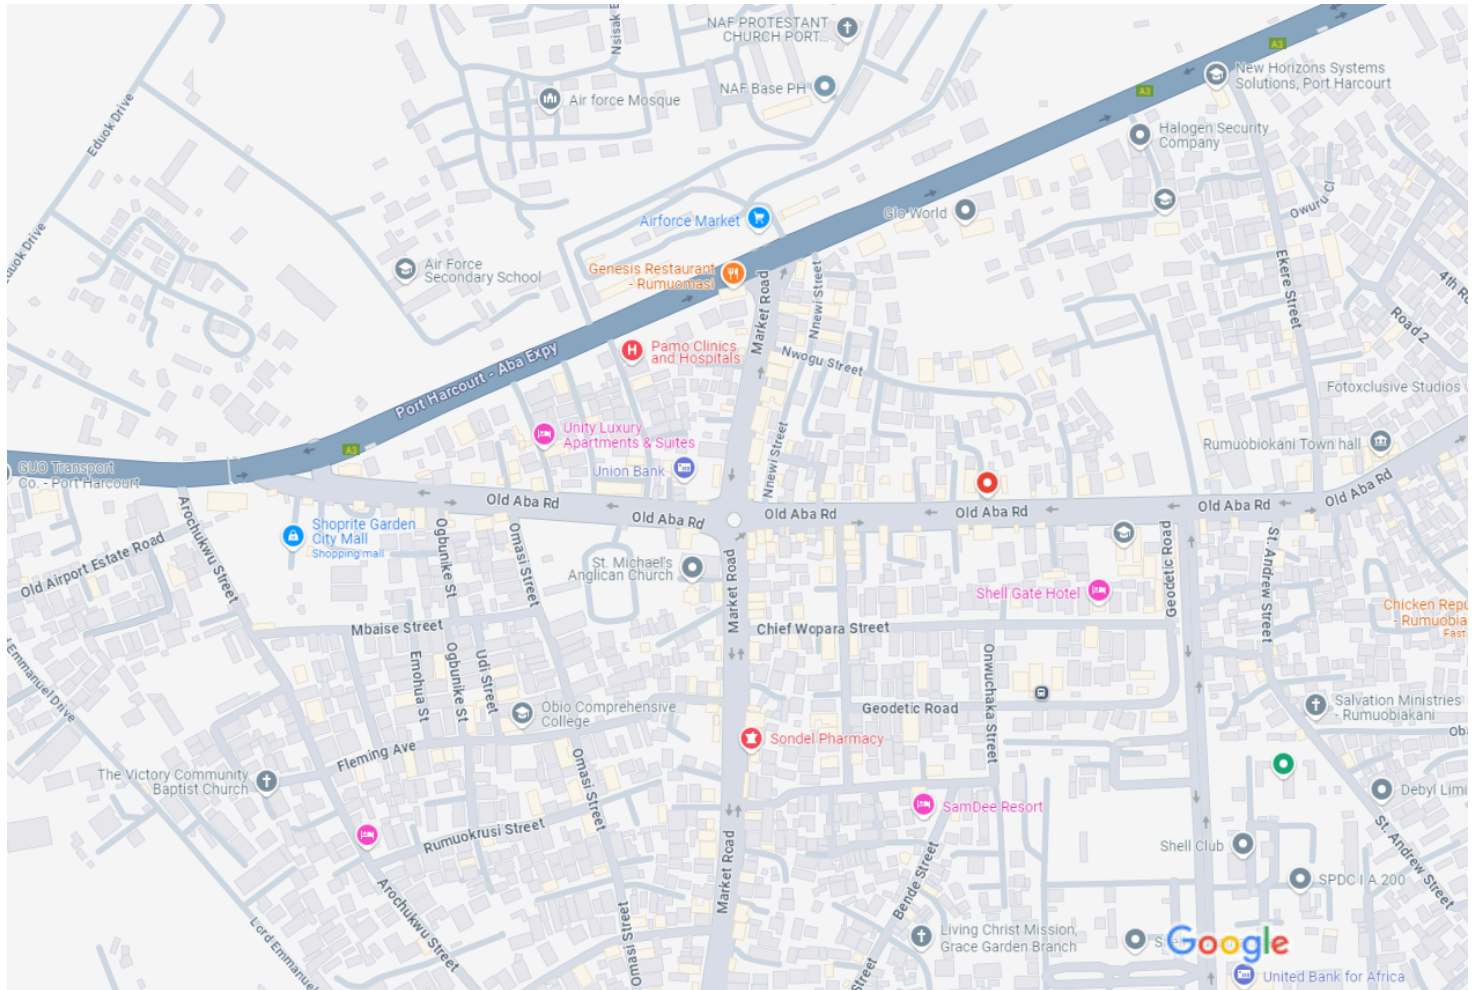 NAF PROTESTANT
CHURCH PORT...
NAF Base PH
Air force Mosque
A3
A3
New Horizons Systems
Solutions, Port Harcourt
Halogen Security
Company
Eduok Drive
Eduok Drive
Airforce Market
Glo World
Owuru Cl
Air Force
Secondary School
Genesis Restaurant
- Rumuomasi
Market Road
Nnewi Street
Ekere Street
Road 2
Pamo Clinics
and Hospitals
Nwogu Street
Port Harcourt - Aba Expy
Fotoxclusive Studios
Unity Luxury
Apartments & Suites
Rumuobiokani Town hall
A3
GUO Transport
Co. - Port Harcourt
Union Bank
Nnewi Street
Old Aba Rd
Old Aba Rd
Old Aba Rd
Old Aba Rd
Old Aba Rd
Old Aba Rd
Arochukwu Street
Shoprite Garden
City Mall
Shopping mall
Ogbunike St
Omasi Street
Old Airport Estate Road
St. Michael's
Anglican Church
Market Road
Shell Gate Hotel
Geodetic Road
St. Andrew Street
Mbaise Street
Chief Wopara Street
Emohua St
Ogbunike St
Udi Street
Onwuchaka Street
Emmanuel Drive
Obio Comprehensive
College
Geodetic Road
Salvation Ministries
- Rumuobiakani
Fleming Ave
Sondel Pharmacy
The Victory Community
Baptist Church
Omasi Street
SamDee Resort
Rumuokrusi Street
Market Road
Shell Club
St. Andrew Street
SPDC I A 200
Arochukwu Street
Bende Street
Lord Emmanuel
Omasi Street
Living Christ Mission,
Grace Garden Branch
Google
United Bank for Africa